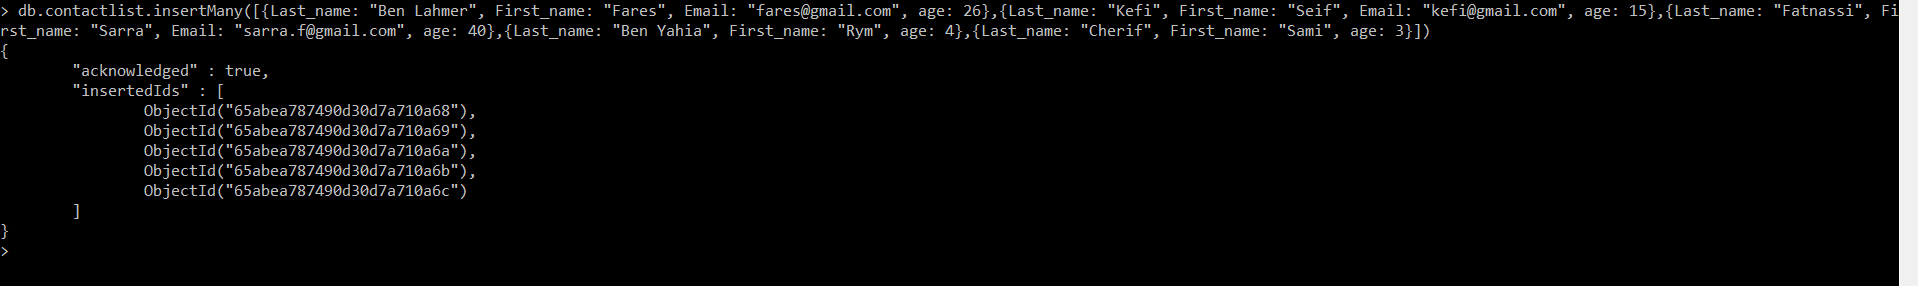 > db.contactlist.insertMany([{Last_name: "Ben Lahmer", First_name: "Fares", Email: "fares@gmail.com", age: 26},{Last_name: "Kefi", First_name: "Seif", Email: "kefi@gmail.com", age: 15},{Last_name: "Fatnassi", Fi
rst_name: "Sarra", Email: "sarra.f@gmail.com", age: 40},{Last_name: "Ben Yahia", First_name: "Rym", age: 4},{Last_name: "Cherif", First_name: "Sami", age: 3}])
{
        "acknowledged" : true,
        "insertedIds" : [
                ObjectId("65abea787490d30d7a710a68"),
                ObjectId("65abea787490d30d7a710a69"),
                ObjectId("65abea787490d30d7a710a6a"),
                ObjectId("65abea787490d30d7a710a6b"),
                ObjectId("65abea787490d30d7a710a6c")
        ]
}
>